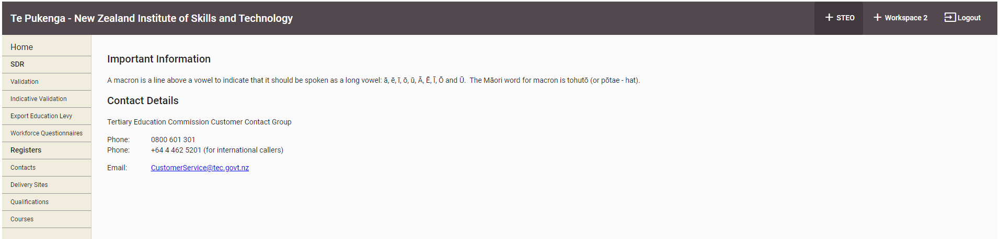 Te Pukenga - New Zealand Institute of Skills and Technology
STEO
Workspace 2
Logout
Home
SDR
Validation
Indicative Validation
Export Education Levy
Workforce Questionnaires
Registers
Contacts
Delivery Sites
Qualifications
Courses
Important Information
A macron is a line above a vowel to indicate that it should be spoken as a long vowel: ā, ē, ī, ō, ū, Ā, Ē, Ī, Ō and Ū.  The Māori word for macron is tohutō (or pōtae - hat).
Contact Details
Tertiary Education Commission Customer Contact Group
Phone: 0800 601 301
Phone: +64 4 462 5201 (for international callers)
Email: CustomerService@tec.govt.nz